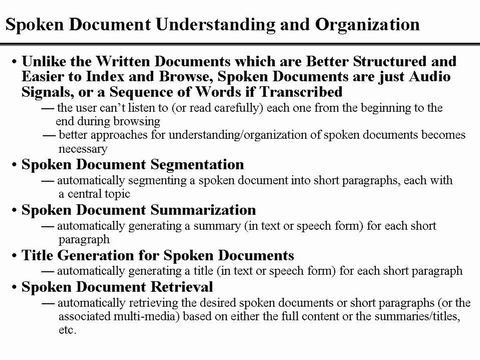 Spoken Document Understanding and Organization
• Unlike the Written Documents which are Better Structured and
Easier to Index and Browse, Spoken Documents are just Audio
Signals, or a Sequence of Words if Transcribed
— the user can't listen to (or read carefully) each one from the beginning to the
end during browsing
— better approaches for understanding/organization of spoken documents becomes
necessary
• Spoken Document Segmentation
— automatically segmenting a spoken document into short paragraphs, each with
a central topic
• Spoken Document Summarization
— automatically generating a summary (in text or speech form) for each short
paragraph
• Title Generation for Spoken Documents
— automatically generating a title (in text or speech form) for each short paragraph
• Spoken Document Retrieval
— automatically retrieving the desired spoken documents or short paragraphs (or the
associated multi-media) based on either the full content or the summaries/titles,
etc.